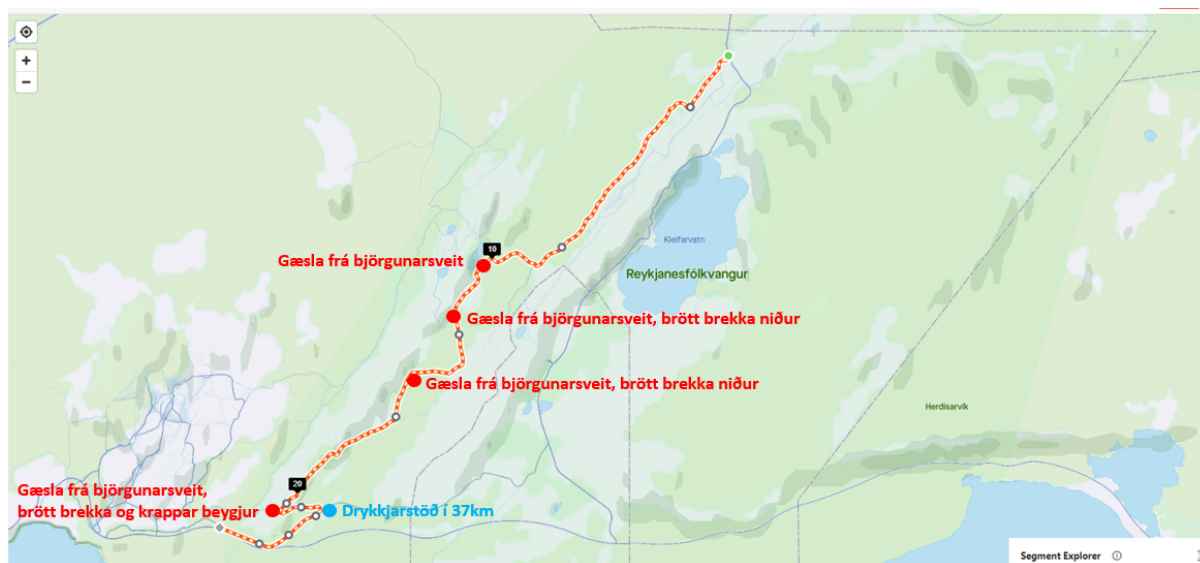 +
−
10
Kleifarvatn
Gæsla frá björgunarsveit
Reykjanesfólkvangur
Gæsla frá björgunarsveit, brött brekka niður
Gæsla frá björgunarsveit, brött brekka niður
Herdisarvik
20
Gæsla frá björgunarsveit,
brött brekka og krappar beygjur
Drykkjarstöð í 37km
Segment Explorer